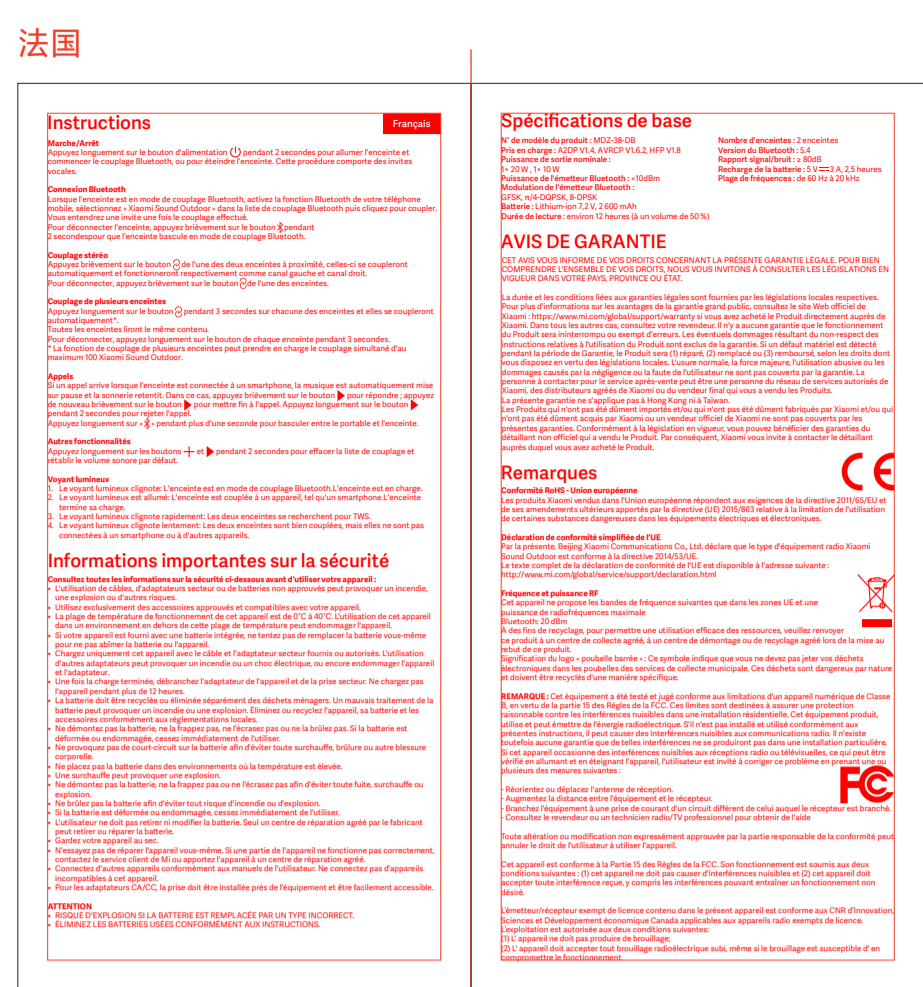 法国
Instructions
Français
Marche/Arrêt
Appuyez longuement sur le bouton d'alimentation pendant 2 secondes pour allumer l'enceinte et
commencer le couplage Bluetooth, ou pour éteindre l'enceinte. Cette procédure comporte des invites
vocales.
Connexion Bluetooth
Lorsque l'enceinte est en mode de couplage Bluetooth, activez la fonction Bluetooth de votre téléphone
mobile, sélectionnez « Xiaomi Sound Outdoor » dans la liste de couplage Bluetooth puis cliquez pour coupler.
Vous entendrez une invite une fois le couplage effectué.
Pour déconnecter l'enceinte, appuyez brièvement sur le bouton pendant
2 secondespour que l'enceinte bascule en mode de couplage Bluetooth.
Couplage stéréo
Appuyez brièvement sur le bouton de l'une des deux enceintes à proximité, celles-ci se coupleront
automatiquement et fonctionneront respectivement comme canal gauche et canal droit.
Pour déconnecter, appuyez brièvement sur le bouton de l'une des enceintes.
Couplage de plusieurs enceintes
Appuyez longuement sur le bouton pendant 3 secondes sur chacune des enceintes et elles se coupleront
automatiquement*.
Toutes les enceintes liront le même contenu.
Pour déconnecter, appuyez longuement sur le bouton de chaque enceinte pendant 3 secondes.
* La fonction de couplage de plusieurs enceintes peut prendre en charge le couplage simultané d'au
maximum 100 Xiaomi Sound Outdoor.
Appels
Si un appel arrive lorsque l'enceinte est connectée à un smartphone, la musique est automatiquement mise
sur pause et la sonnerie retentit. Dans ce cas, appuyez brièvement sur le bouton pour répondre ; appuyez
de nouveau brièvement sur le bouton pour mettre fin à l'appel. Appuyez longuement sur le bouton
pendant 2 secondes pour rejeter l'appel.
Appuyez longuement sur « » pendant plus d'une seconde pour basculer entre le portable et l'enceinte.
Autres fonctionnalités
Appuyez longuement sur les boutons et pendant 2 secondes pour effacer la liste de couplage et
rétablir le volume sonore par défaut.
Voyant lumineux
1. Le voyant lumineux clignote: L'enceinte est en mode de couplage Bluetooth.L'enceinte est en charge.
2. Le voyant lumineux est allumé: L'enceinte est couplée à un appareil, tel qu'un smartphone.L'enceinte
termine sa charge.
3. Le voyant lumineux clignote rapidement: Les deux enceintes se recherchent pour TWS.
4. Le voyant lumineux clignote lentement: Les deux enceintes sont bien couplées, mais elles ne sont pas
connectées à un smartphone ou à d'autres appareils.
Informations importantes sur la sécurité
Consultez toutes les informations sur la sécurité ci-dessous avant d'utiliser votre appareil :
• L'utilisation de câbles, d'adaptateurs secteur ou de batteries non approuvés peut provoquer un incendie,
une explosion ou d'autres risques.
• Utilisez exclusivement des accessoires approuvés et compatibles avec votre appareil.
• La plage de température de fonctionnement de cet appareil est de 0°C à 40°C. L'utilisation de cet appareil
dans un environnement en dehors de cette plage de température peut endommager l'appareil.
• Si votre appareil est fourni avec une batterie intégrée, ne tentez pas de remplacer la batterie vous-même
pour ne pas abîmer la batterie ou l'appareil.
• Chargez uniquement cet appareil avec le câble et l'adaptateur secteur fournis ou autorisés. L'utilisation
d'autres adaptateurs peut provoquer un incendie ou un choc électrique, ou encore endommager l'appareil
et l'adaptateur.
• Une fois la charge terminée, débranchez l'adaptateur de l'appareil et de la prise secteur. Ne chargez pas
l'appareil pendant plus de 12 heures.
• La batterie doit être recyclée ou éliminée séparément des déchets ménagers. Un mauvais traitement de la
batterie peut provoquer un incendie ou une explosion. Éliminez ou recyclez l'appareil, sa batterie et les
accessoires conformément aux réglementations locales.
• Ne démontez pas la batterie, ne la frappez pas, ne l'écrasez pas ou ne la brûlez pas. Si la batterie est
déformée ou endommagée, cessez immédiatement de l'utiliser.
• Ne provoquez pas de court-circuit sur la batterie afin d'éviter toute surchauffe, brûlure ou autre blessure
corporelle.
• Ne placez pas la batterie dans des environnements où la température est élevée.
• Une surchauffe peut provoquer une explosion.
• Ne démontez pas la batterie, ne la frappez pas ou ne l'écrasez pas afin d'éviter toute fuite, surchauffe ou
explosion.
• Ne brûlez pas la batterie afin d'éviter tout risque d'incendie ou d'explosion.
• Si la batterie est déformée ou endommagée, cessez immédiatement de l'utiliser.
• L'utilisateur ne doit pas retirer ni modifier la batterie. Seul un centre de réparation agréé par le fabricant
peut retirer ou réparer la batterie.
• Gardez votre appareil au sec.
• N'essayez pas de réparer l'appareil vous-même. Si une partie de l'appareil ne fonctionne pas correctement,
contactez le service client de Mi ou apportez l'appareil à un centre de réparation agréé.
• Connectez d'autres appareils conformément aux manuels de l'utilisateur. Ne connectez pas d'appareils
incompatibles à cet appareil.
• Pour les adaptateurs CA/CC, la prise doit être installée près de l'équipement et être facilement accessible.
ATTENTION
• RISQUE D'EXPLOSION SI LA BATTERIE EST REMPLACÉE PAR UN TYPE INCORRECT.
• ÉLIMINEZ LES BATTERIES USÉES CONFORMÉMENT AUX INSTRUCTIONS.
Spécifications de base
N° de modèle du produit : MDZ-38-DB
Pris en charge : A2DP V1.4, AVRCP V1.6.2, HFP V1.8
Puissance de sortie nominale :
1× 20 W , 1× 10 W
Puissance de l'émetteur Bluetooth : <10dBm
Modulation de l'émetteur Bluetooth :
GFSK, π/4-DQPSK, 8-DPSK
Batterie : Lithium-ion 7,2 V, 2 600 mAh
Durée de lecture : environ 12 heures (à un volume de 50 %)
Nombre d'enceintes : 2 enceintes
Version du Bluetooth : 5.4
Rapport signal/bruit : ≥ 80dB
Recharge de la batterie : 5 V⎓3 A, 2,5 heures
Plage de fréquences : de 60 Hz à 20 kHz
AVIS DE GARANTIE
CET AVIS VOUS INFORME DE VOS DROITS CONCERNANT LA PRÉSENTE GARANTIE LÉGALE. POUR BIEN
COMPRENDRE L'ENSEMBLE DE VOS DROITS, NOUS VOUS INVITONS À CONSULTER LES LÉGISLATIONS EN
VIGUEUR DANS VOTRE PAYS, PROVINCE OU ÉTAT.
La durée et les conditions liées aux garanties légales sont fournies par les législations locales respectives.
Pour plus d'informations sur les avantages de la garantie grand public, consultez le site Web officiel de
Xiaomi : https://www.mi.com/global/support/warranty si vous avez acheté le Produit directement auprès de
Xiaomi. Dans tous les autres cas, consultez votre revendeur. Il n'y a aucune garantie que le fonctionnement
du Produit sera ininterrompu ou exempt d'erreurs. Les éventuels dommages résultant du non-respect des
instructions relatives à l'utilisation du Produit sont exclus de la garantie. Si un défaut matériel est détecté
pendant la période de Garantie, le Produit sera (1) réparé, (2) remplacé ou (3) remboursé, selon les droits dont
vous disposez en vertu des législations locales. L'usure normale, la force majeure, l'utilisation abusive ou les
dommages causés par la négligence ou la faute de l'utilisateur ne sont pas couverts par la garantie. La
personne à contacter pour le service après-vente peut être une personne du réseau de services autorisés de
Xiaomi, des distributeurs agréés de Xiaomi ou du vendeur final qui vous a vendu les Produits.
La présente garantie ne s'applique pas à Hong Kong ni à Taïwan.
Les Produits qui n'ont pas été dûment importés et/ou qui n'ont pas été dûment fabriqués par Xiaomi et/ou qui
n'ont pas été dûment acquis par Xiaomi ou un vendeur officiel de Xiaomi ne sont pas couverts par les
présentes garanties. Conformément à la législation en vigueur, vous pouvez bénéficier des garanties du
détaillant non officiel qui a vendu le Produit. Par conséquent, Xiaomi vous invite à contacter le détaillant
auprès duquel vous avez acheté le Produit.
Remarques
CE
Conformité RoHS - Union européenne
Les produits Xiaomi vendus dans l'Union européenne répondent aux exigences de la directive 2011/65/EU et
de ses amendements ultérieurs apportés par la directive (UE) 2015/863 relative à la limitation de l'utilisation
de certaines substances dangereuses dans les équipements électriques et électroniques.
Déclaration de conformité simplifiée de l'UE
Par la présente, Beijing Xiaomi Communications Co., Ltd. déclare que le type d'équipement radio Xiaomi
Sound Outdoor est conforme à la directive 2014/53/UE.
Le texte complet de la déclaration de conformité de l'UE est disponible à l'adresse suivante :
http://www.mi.com/global/service/support/declaration.html
Fréquence et puissance RF
Cet appareil ne propose les bandes de fréquence suivantes que dans les zones UE et une
puissance de radiofréquences maximale
Bluetooth: 20 dBm
À des fins de recyclage, pour permettre une utilisation efficace des ressources, veuillez renvoyer
ce produit à un centre de collecte agréé, à un centre de démontage ou de recyclage agréé lors de la mise au
rebut de ce produit.
Signification du logo « poubelle barrée » : Ce symbole indique que vous ne devez pas jeter vos déchets
électroniques dans les poubelles des services de collecte municipale. Ces déchets sont dangereux par nature
et doivent être recyclés d'une manière spécifique.
REMARQUE : Cet équipement a été testé et jugé conforme aux limitations d'un appareil numérique de Classe
B, en vertu de la partie 15 des Règles de la FCC. Ces limites sont destinées à assurer une protection
raisonnable contre les interférences nuisibles dans une installation résidentielle. Cet équipement produit,
utilise et peut émettre de l'énergie radioélectrique. S'il n'est pas installé et utilisé conformément aux
présentes instructions, il peut causer des interférences nuisibles aux communications radio. Il n'existe
toutefois aucune garantie que de telles interférences ne se produiront pas dans une installation particulière.
Si cet appareil occasionne des interférences nuisibles aux réceptions radio ou télévisuelles, ce qui peut être
vérifié en allumant et en éteignant l'appareil, l'utilisateur est invité à corriger ce problème en prenant une ou
plusieurs des mesures suivantes :
FC
- Réorientez ou déplacez l'antenne de réception.
- Augmentez la distance entre l'équipement et le récepteur.
- Branchez l'équipement à une prise de courant d'un circuit différent de celui auquel le récepteur est branché.
- Consultez le revendeur ou un technicien radio/TV professionnel pour obtenir de l'aide
Toute altération ou modification non expressément approuvée par la partie responsable de la conformité peut
annuler le droit de l'utilisateur à utiliser l'appareil.
Cet appareil est conforme à la Partie 15 des Règles de la FCC. Son fonctionnement est soumis aux deux
conditions suivantes : (1) cet appareil ne doit pas causer d'interférences nuisibles et (2) cet appareil doit
accepter toute interférence reçue, y compris les interférences pouvant entraîner un fonctionnement non
désiré.
L'émetteur/récepteur exempt de licence contenu dans le présent appareil est conforme aux CNR d'Innovation,
Sciences et Développement économique Canada applicables aux appareils radio exempts de licence.
L'exploitation est autorisée aux deux conditions suivantes:
(1) L' appareil ne doit pas produire de brouillage;
(2) L' appareil doit accepter tout brouillage radioélectrique subi, même si le brouillage est susceptible d' en
compromettre le fonctionnement.